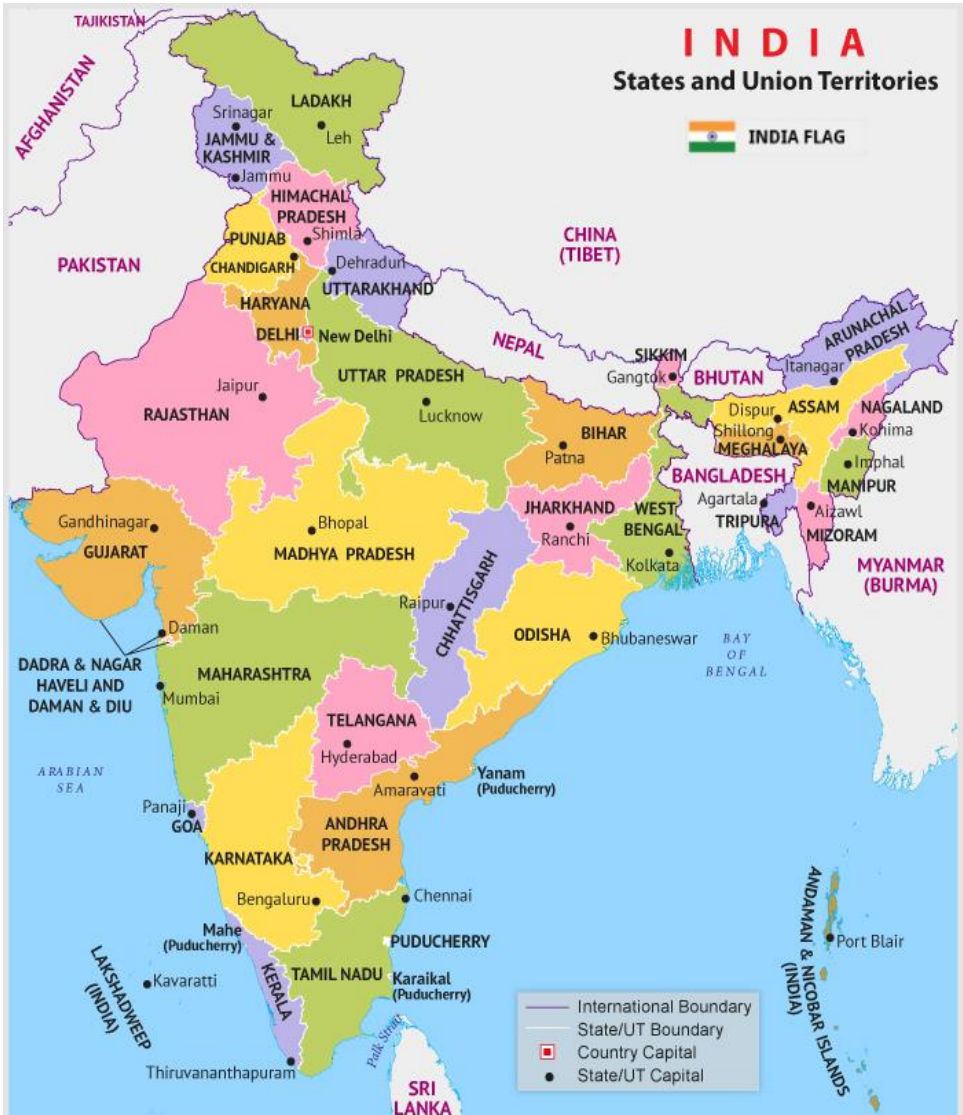 TAJIKISTAN
AFGHANISTAN
INDIA
States and Union Territories
INDIA FLAG
LADAKH
Srinagar
Leh
JAMMU &
KASHMIR
Jammu
HIMACHAL
PRADESH
Shimla
PUNJAB
CHANDIGARH
CHINA
(TIBET)
PAKISTAN
Dehradun
UTTARAKHAND
HARYANA
DELHI
New Delhi
NEPAL
UTTAR PRADESH
Lucknow
Jaipur
RAJASTHAN
SIKKIM
Gangtok
BHUTAN
ARUNACHAL
PRADESH
Itanagar
ASSAM
Dispur
Shillong
MEGHALAYA
NAGALAND
Kohima
Imphal
MANIPUR
BIHAR
Patna
BANGLADESH
Agartala
TRIPURA
Aizawl
MIZORAM
MYANMAR
(BURMA)
JHARKHAND
Ranchi
WEST
BENGAL
Kolkata
Gandhinagar
GUJARAT
Bhopal
MADHYA PRADESH
Raipur
CHHATTISGARH
ODISHA
Bhubaneswar
BAY
OF
BENGAL
Daman
DADRA & NAGAR
HAVELI AND
DAMAN & DIU
MAHARASHTRA
Mumbai
TELANGANA
Hyderabad
ARABIAN
SEA
Amaravati
Yanam
(Puducherry)
Panaji
GOA
ANDHRA
PRADESH
KARNATAKA
Bengaluru
Chennai
Mahe
(Puducherry)
PUDUCHERRY
KERALA
TAMIL NADU
Karaikal
(Puducherry)
LAKSHADWEEP
(INDIA)
Kavaratti
Thiruvananthapuram
Palk Strait
SRI
LANKA
ANDAMAN & NICOBAR ISLANDS
(INDIA)
Port Blair
International Boundary
State/UT Boundary
Country Capital
State/UT Capital